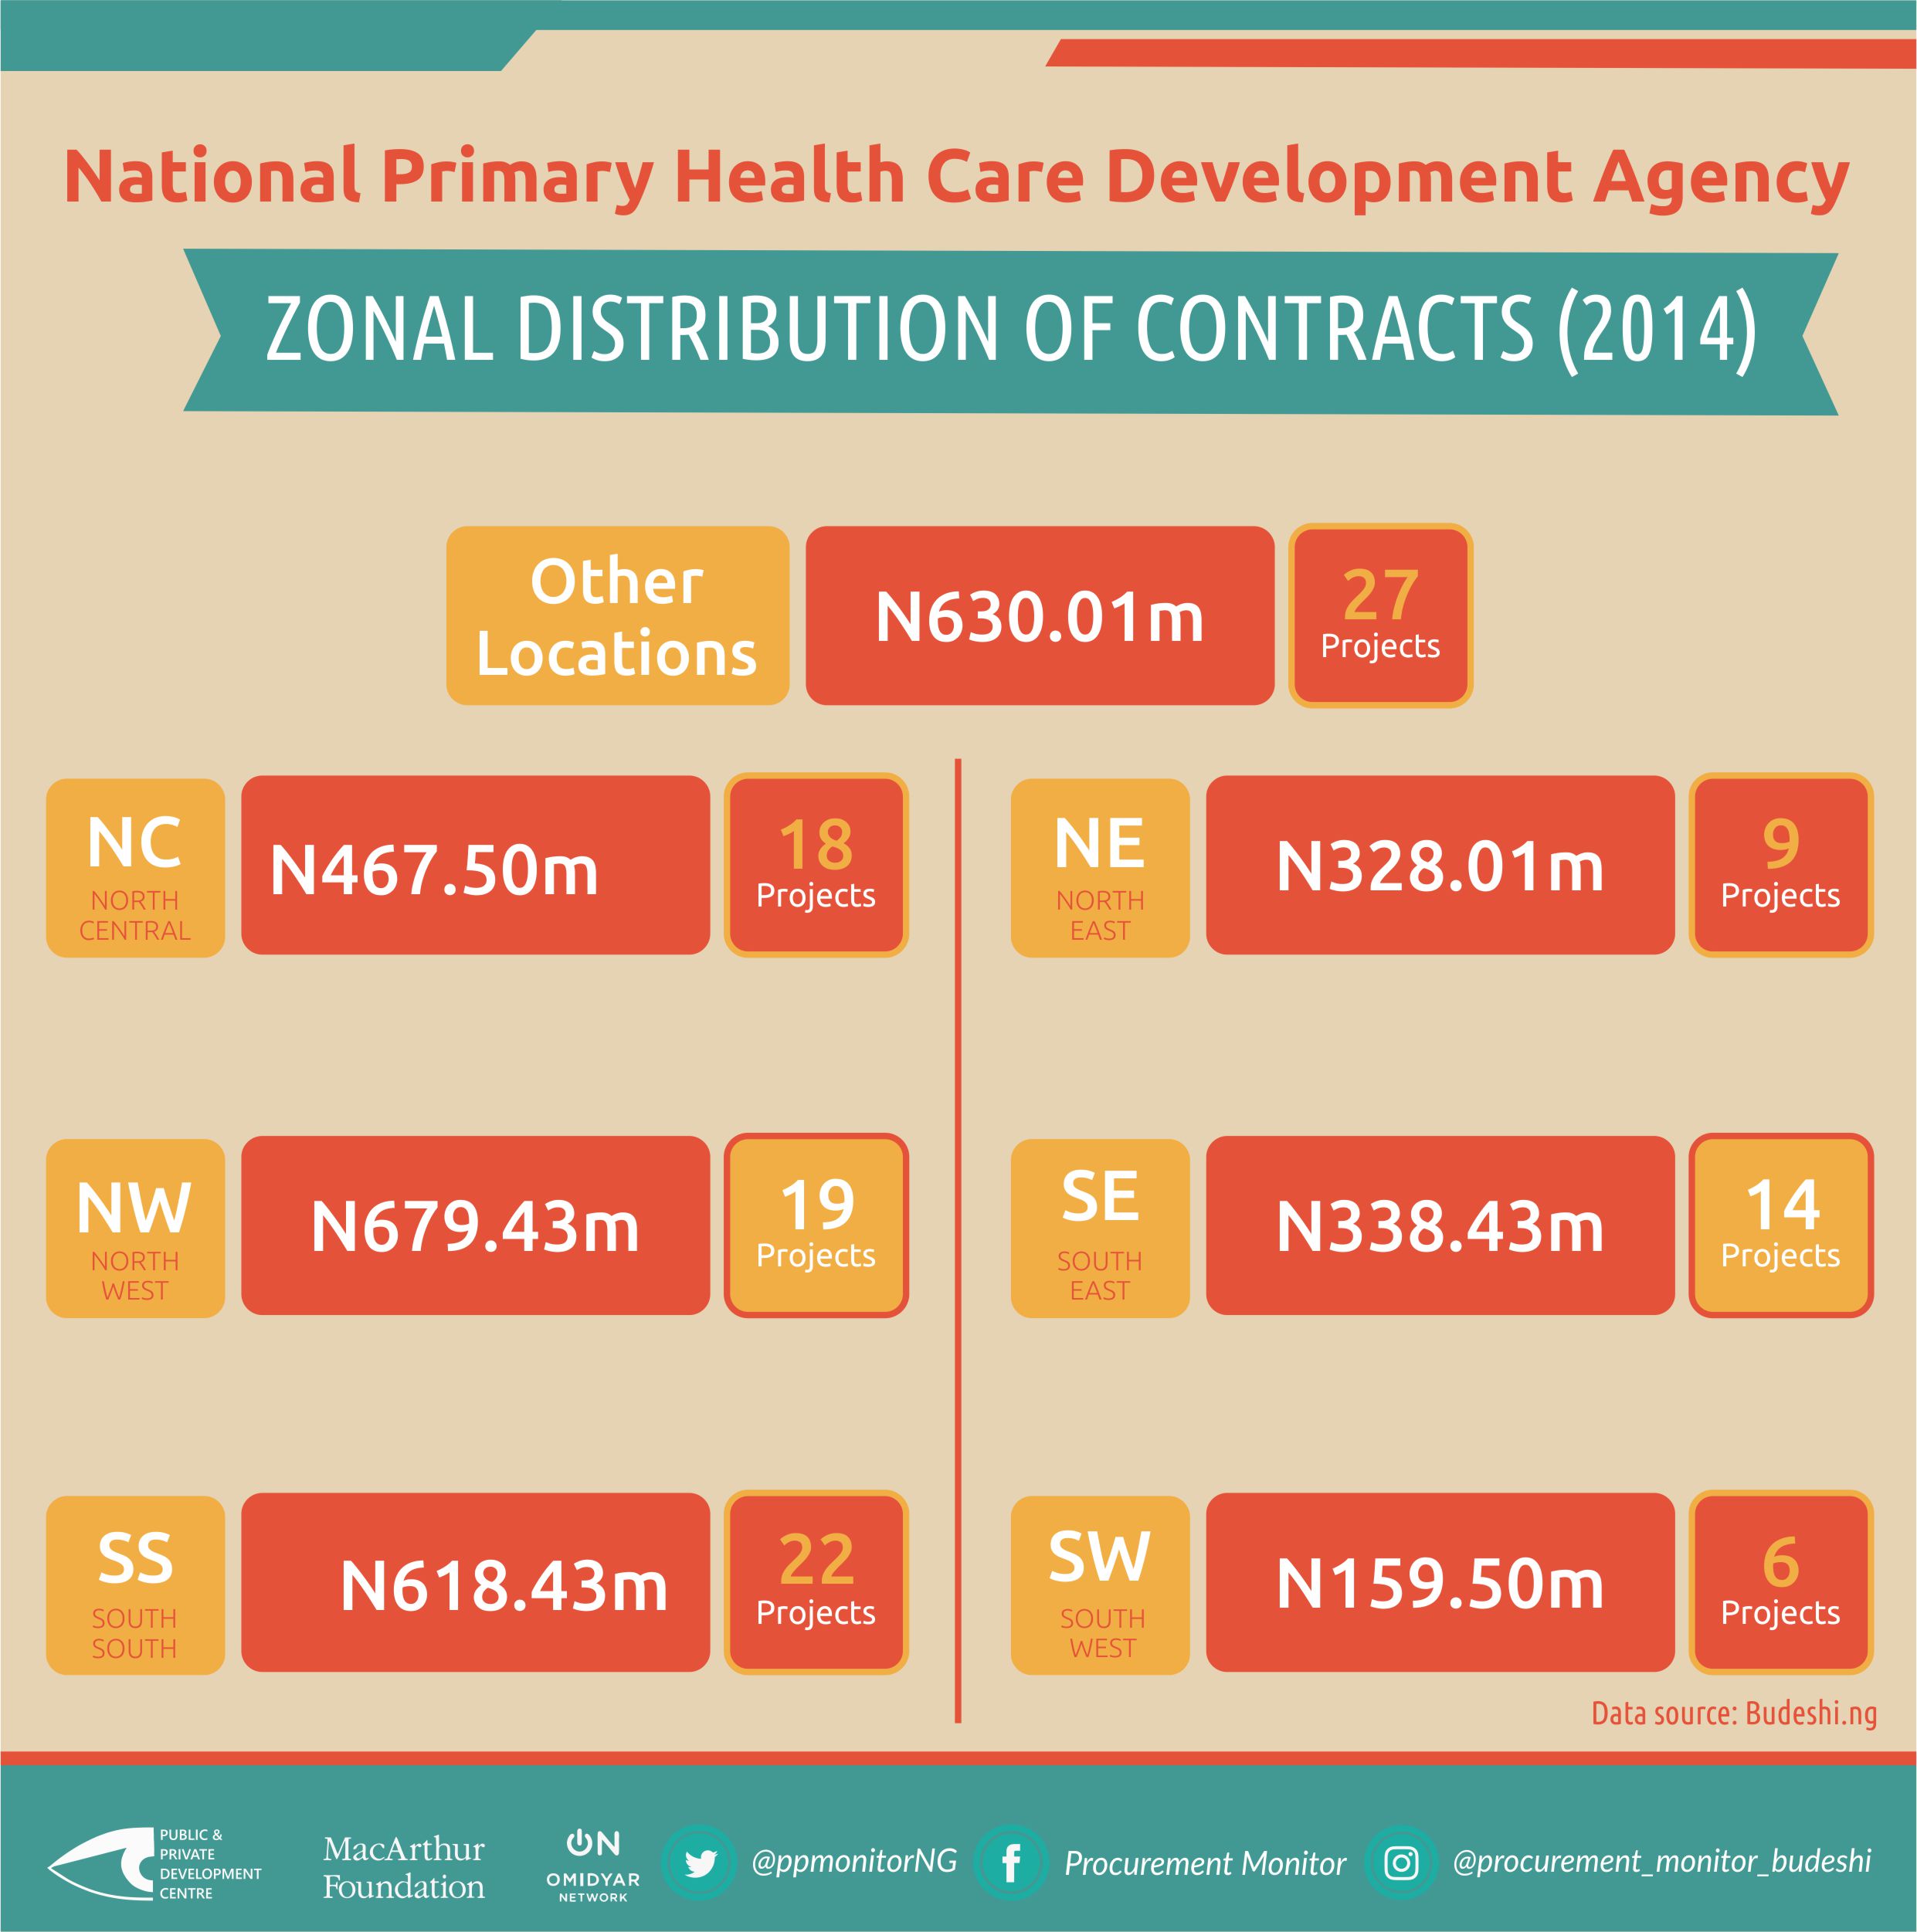 National Primary Health Care Development Agency
ZONAL DISTRIBUTION OF CONTRACTS (2014)
Other
Locations
N630.01m
27
Projects
NC
NORTH
CENTRAL
N467.50m
18
Projects
NE
NORTH
EAST
N328.01m
9
Projects
NW
NORTH
WEST
N679.43m
19
Projects
SE
SOUTH
EAST
N338.43m
14
Projects
SS
SOUTH
SOUTH
N618.43m
22
Projects
SW
SOUTH
WEST
N159.50m
6
Projects
Data source: Budeshi.ng
PUBLIC &
PRIVATE
DEVELOPMENT
CENTRE
MacArthur
Foundation
ON
OMIDYAR
NETWORK
@ppmonitorNG
Procurement Monitor
@procurement_monitor_budeshi